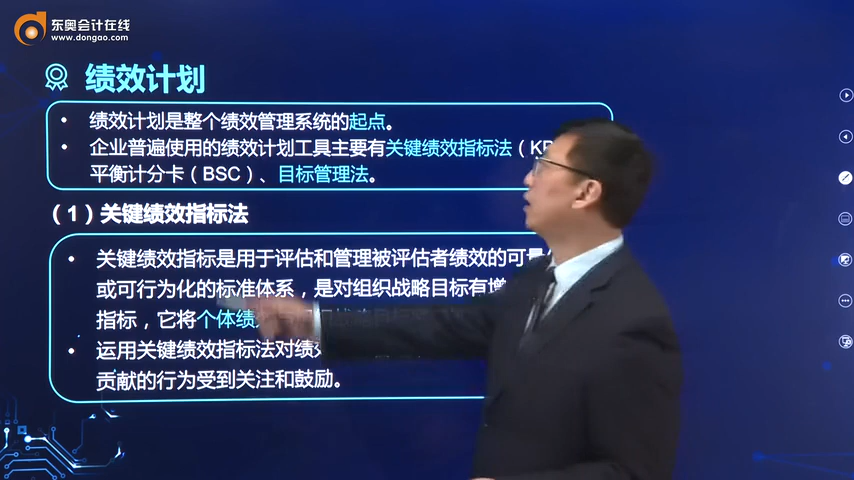 东奥会计在线
www.dongao.com
绩效计划
• 绩效计划是整个绩效管理系统的起点。
• 企业普遍使用的绩效计划工具主要有关键绩效指标法（KP
平衡计分卡（BSC）、目标管理法。
（1）关键绩效指标法
• 关键绩效指标是用于评估和管理被评估者绩效的可量
或可行为化的标准体系，是对组织战略目标有增
指标，它将个体绩
• 运用关键绩效指标法对绩效
贡献的行为受到关注和鼓励。